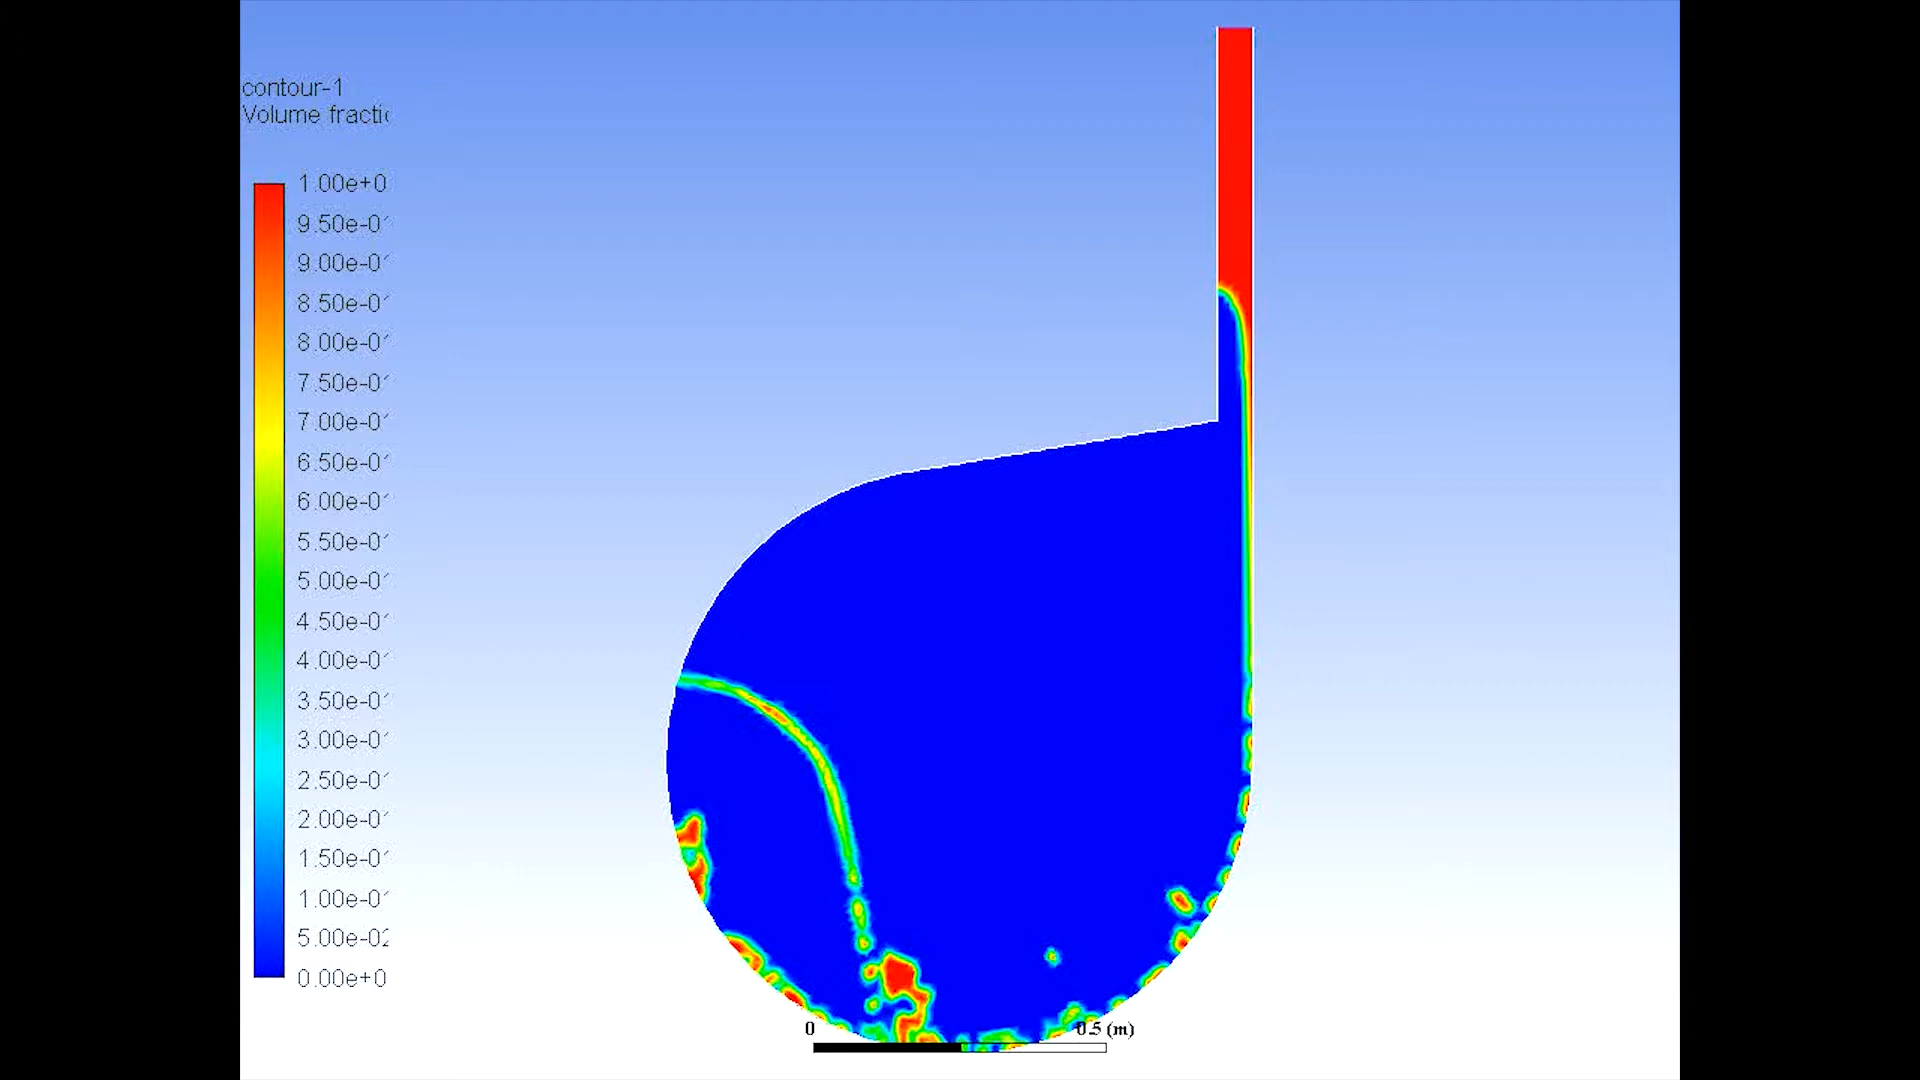 contour-1
Volume fractic
1.00e+0
9.50e-0
9.00e-0
8.50e-0
8.00e-0
7.50e-0
7.00e-0
6.50e-0
6.00e-0
5.50e-0
5.00e-0
4.50e-0
4.00e-0
3.50e-0
3.00e-0
2.50e-0
2.00e-0
1.50e-0
1.00e-0
5.00e-02
0.00e+0
0 0.5 (m)